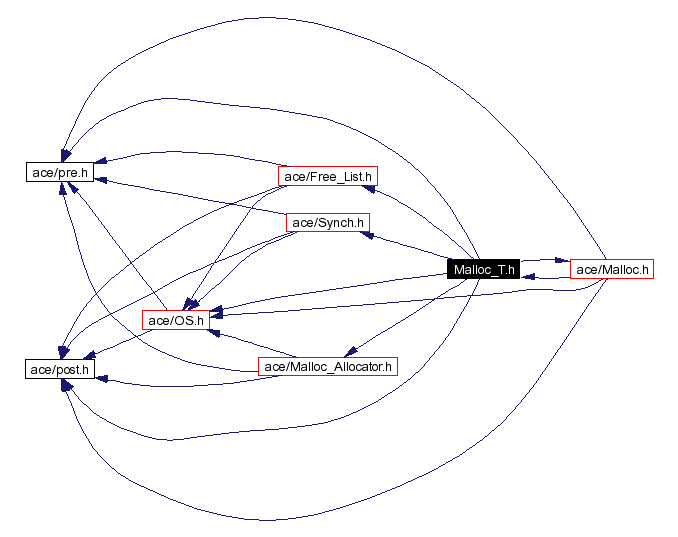 ace/pre.h
ace/Free_List.h
ace/Synch.h
Malloc_T.h
ace/Malloc.h
ace/OS.h
ace/post.h
ace/Malloc_Allocator.h